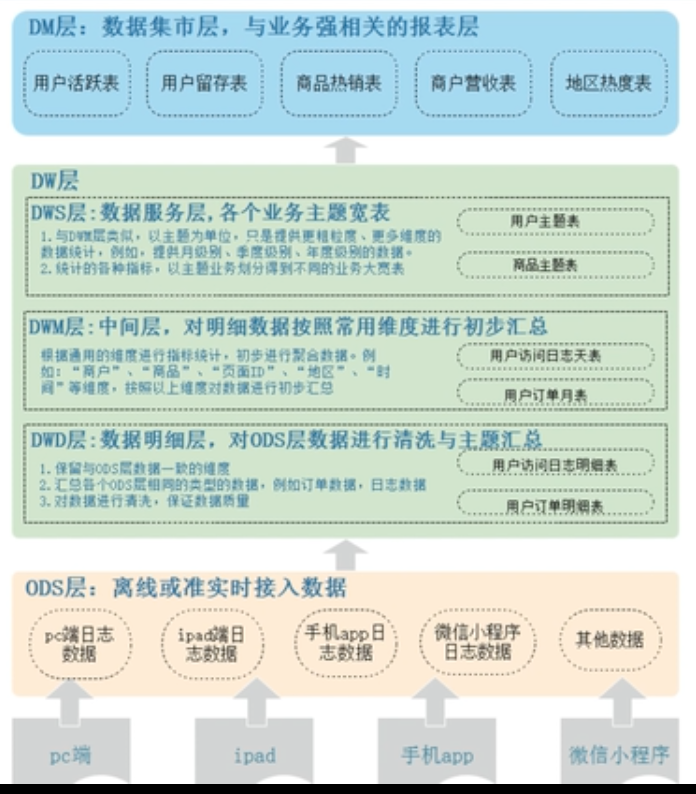 DM层：数据集市层，与业务强相关的报表层
用户活跃表
用户留存表
商品热销表
商户营收表
地区热度表
DW层
DWS层:数据服务层,各个业务主题宽表
1.与DWM层类似，以主题为单位，只是提供更粗粒度、更多维度的
数据统计，例如，提供月级别、季度级别、年度级别的数据。
2.统计的各种指标，以主题业务划分得到不同的业务大宽表
用户主题表
商品主题表
DWM层:中间层，对明细数据按照常用维度进行初步汇总
根据通用的维度进行指标统计，初步进行聚合数据。例
如：“商户”、“商品”、“页面ID”、“地区”、“时
间”等维度，按照以上维度对数据进行初步汇总
用户访问日志天表
用户订单月表
DWD层:数据明细层，对ODS层数据进行清洗与主题汇总
1.保留与ODS层数据一致的维度
2.汇总各个ODS层相同的类型的数据，例如订单数据，日志数据
3.对数据进行清洗，保证数据质量
用户访问日志明细表
用户订单明细表
ODS层：离线或准实时接入数据
pc端日志
数据
ipad端日
志数据
手机app日
志数据
微信小程序
日志数据
其他数据
pc端
ipad
手机app
微信小程序